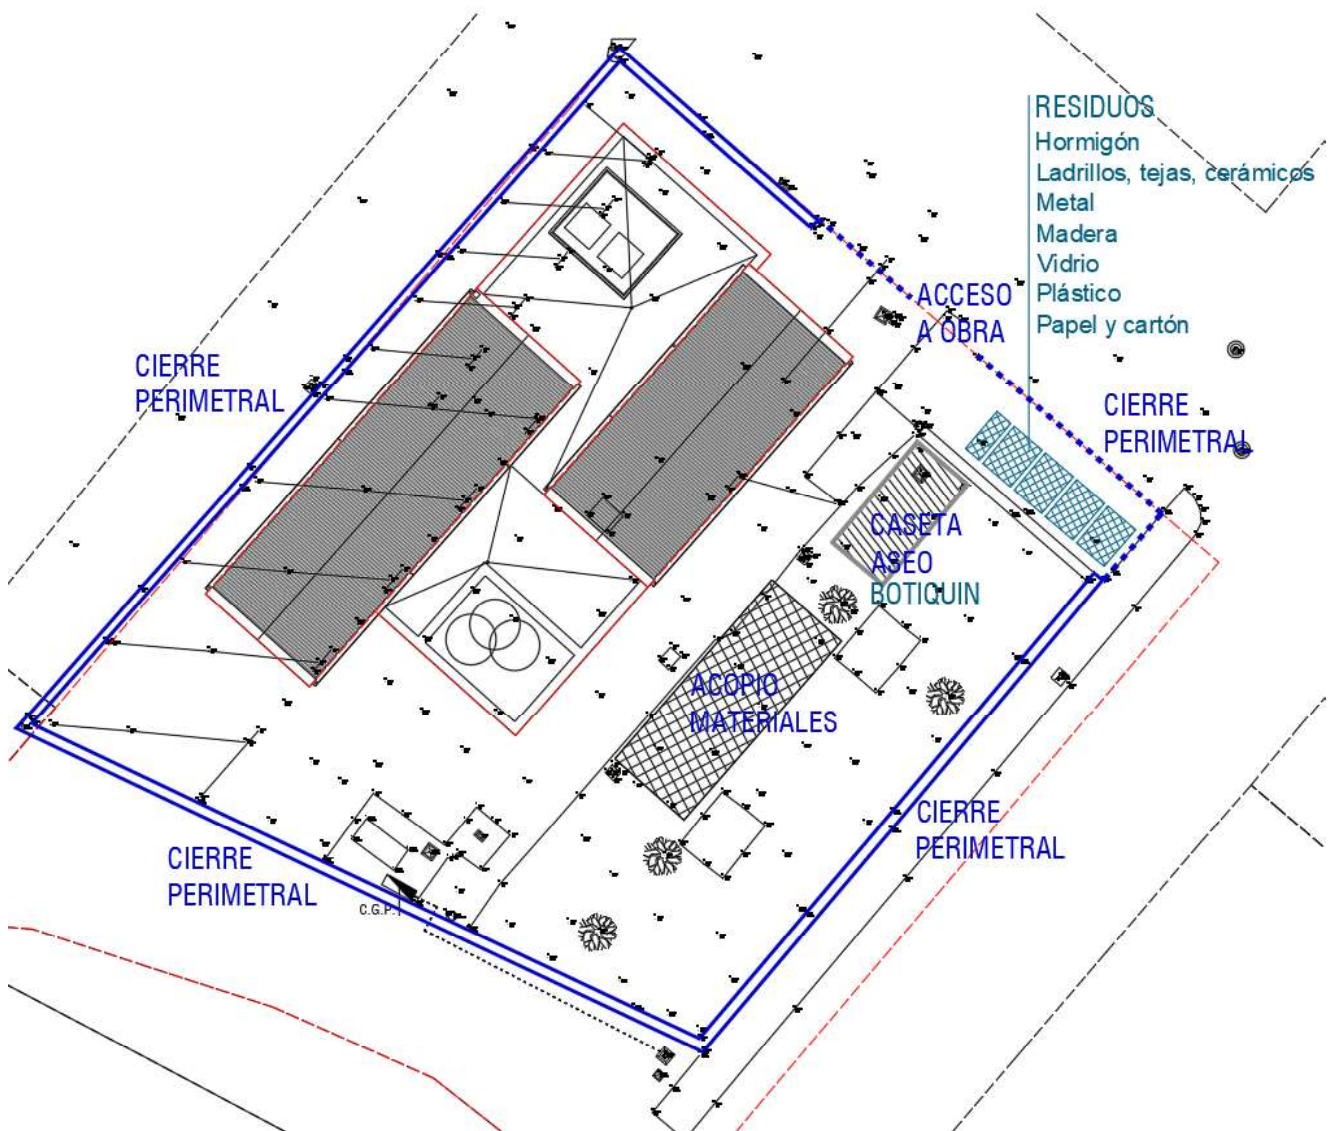 RESIDUOS
Hormigón
Ladrillos, tejas, cerámicos
Metal
Madera
Vidrio
Plástico
Papel y cartón
ACCESO
A OBRA
CIERRE
PERIMETRAL
CIERRE
PERIMETRAL
CASETA
ASEO
BOTIQUIN
ACOPIO
MATERIALES
CIERRE
PERIMETRAL
CIERRE
PERIMETRAL
C.G.P.